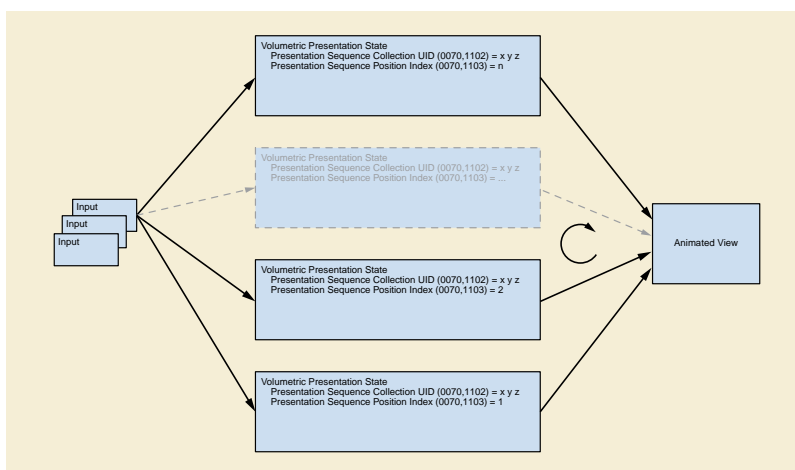 Volumetric Presentation State
Presentation Sequence Collection UID (0070,1102) = x y z
Presentation Sequence Position Index (0070,1103) = n
Volumetric Presentation State
Presentation Sequence Collection UID (0070,1102) = x y z
Presentation Sequence Position Index (0070,1103) = ...
Input
Input
Input
Animated View
Volumetric Presentation State
Presentation Sequence Collection UID (0070,1102) = x y z
Presentation Sequence Position Index (0070,1103) = 2
Volumetric Presentation State
Presentation Sequence Collection UID (0070,1102) = x y z
Presentation Sequence Position Index (0070,1103) = 1